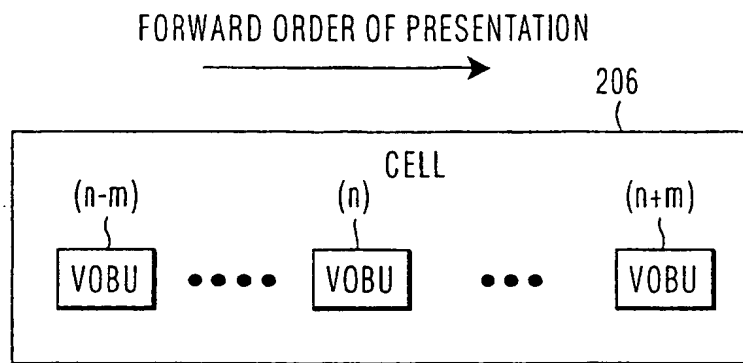 FORWARD ORDER OF PRESENTATION
206
CELL
(n-m) (n) (n+m)
VOBU •••• VOBU ••• VOBU